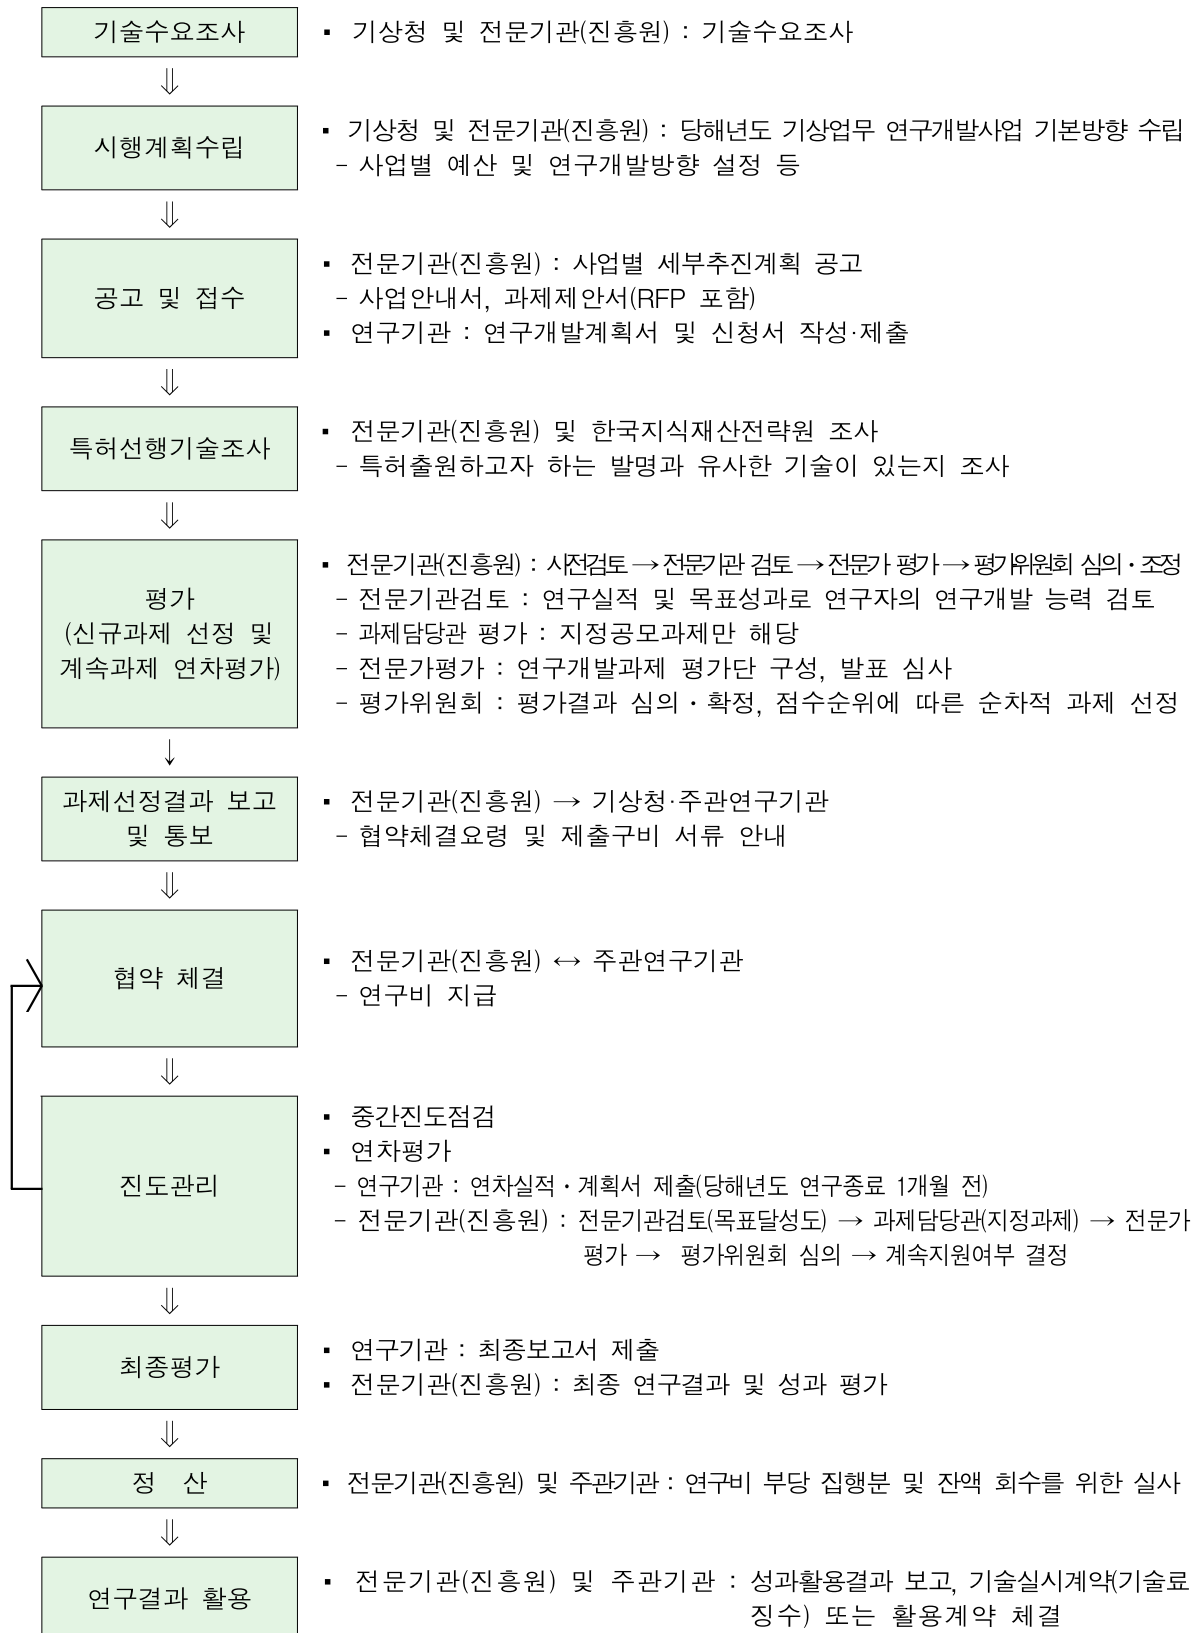 기술수요조사
▪ 기상청 및 전문기관(진흥원) : 기술수요조사
⇓
시행계획수립
▪ 기상청 및 전문기관(진흥원) : 당해년도 기상업무 연구개발사업 기본방향 수립
- 사업별 예산 및 연구개발방향 설정 등
⇓
공고 및 접수
▪ 전문기관(진흥원) : 사업별 세부추진계획 공고
- 사업안내서, 과제제안서(RFP 포함)
▪ 연구기관 : 연구개발계획서 및 신청서 작성·제출
⇓
특허선행기술조사
▪ 전문기관(진흥원) 및 한국지식재산전략원 조사
- 특허출원하고자 하는 발명과 유사한 기술이 있는지 조사
⇓
평가
(신규과제 선정 및
계속과제 연차평가)
▪ 전문기관(진흥원) : 사전검토 → 전문기관 검토 → 전문가 평가 → 평가위원회 심의・조정
- 전문기관검토 : 연구실적 및 목표성과로 연구자의 연구개발 능력 검토
- 과제담당관 평가 : 지정공모과제만 해당
- 전문가평가 : 연구개발과제 평가단 구성, 발표 심사
- 평가위원회 : 평가결과 심의・확정, 점수순위에 따른 순차적 과제 선정
↓
과제선정결과 보고
및 통보
▪ 전문기관(진흥원) → 기상청·주관연구기관
- 협약체결요령 및 제출구비 서류 안내
⇓
협약 체결
▪ 전문기관(진흥원) ↔ 주관연구기관
- 연구비 지급
⇓
진도관리
▪ 중간진도점검
▪ 연차평가
- 연구기관 : 연차실적・계획서 제출(당해년도 연구종료 1개월 전)
- 전문기관(진흥원) : 전문기관검토(목표달성도) → 과제담당관(지정과제) → 전문가
평가 → 평가위원회 심의 → 계속지원여부 결정
⇓
최종평가
▪ 연구기관 : 최종보고서 제출
▪ 전문기관(진흥원) : 최종 연구결과 및 성과 평가
⇓
정 산
▪ 전문기관(진흥원) 및 주관기관 : 연구비 부당 집행분 및 잔액 회수를 위한 실사
⇓
연구결과 활용
▪ 전문기관(진흥원) 및 주관기관 : 성과활용결과 보고, 기술실시계약(기술료
징수) 또는 활용계약 체결